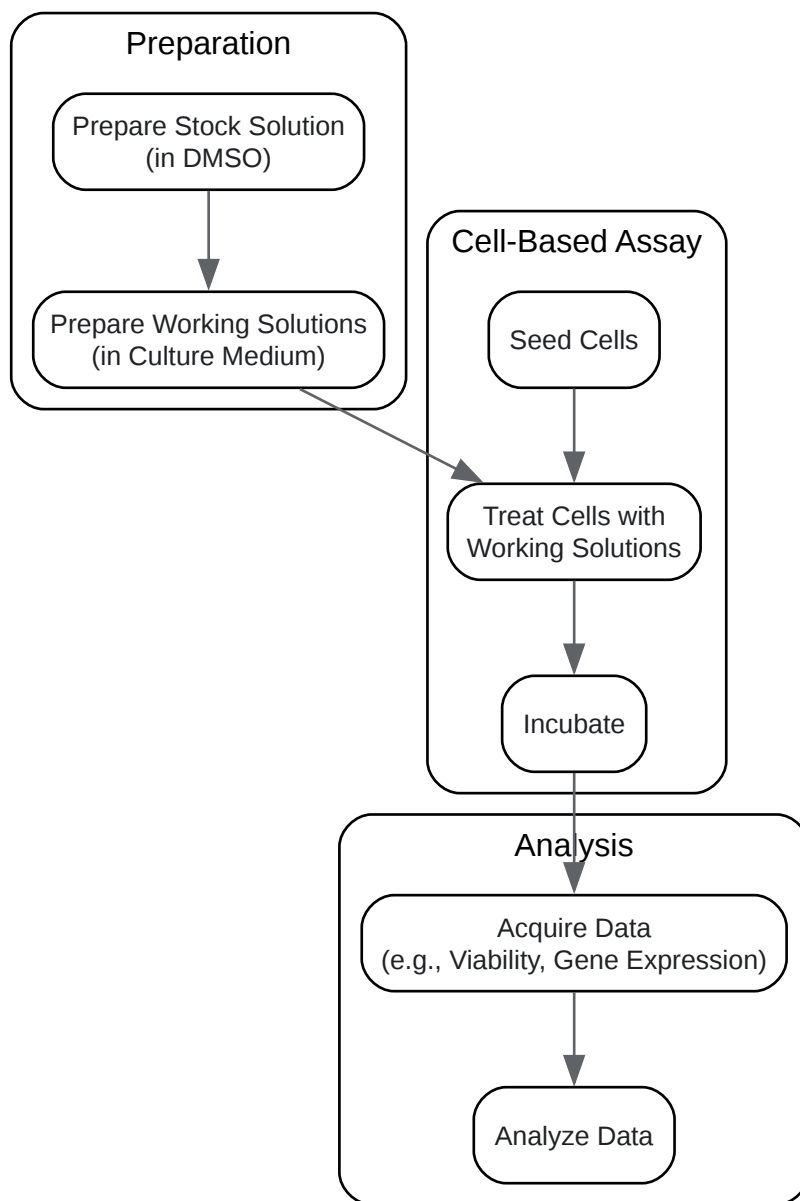 Preparation
Prepare Stock Solution
(in DMSO)
Prepare Working Solutions
(in Culture Medium)
Cell-Based Assay
Seed Cells
Treat Cells with
Working Solutions
Incubate
Analysis
Acquire Data
(e.g., Viability, Gene Expression)
Analyze Data